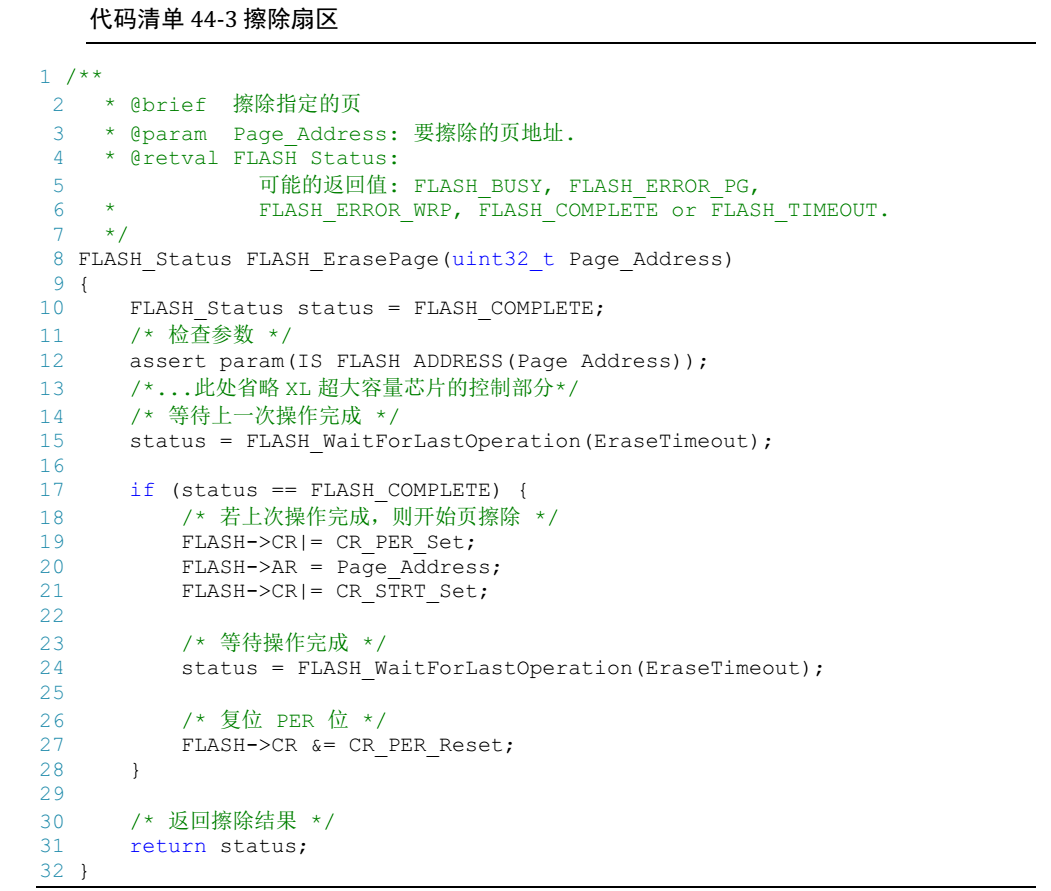 代码清单 44-3 擦除扇区
1 /**
2   * @brief  擦除指定的页
3   * @param  Page_Address: 要擦除的页地址.
4   * @retval FLASH Status:
5                 可能的返回值: FLASH_BUSY, FLASH_ERROR_PG,
6   *             FLASH_ERROR_WRP, FLASH_COMPLETE or FLASH_TIMEOUT.
7   */
8 FLASH_Status FLASH_ErasePage(uint32_t Page_Address)
9 {
10     FLASH_Status status = FLASH_COMPLETE;
11     /* 检查参数 */
12     assert param(IS FLASH ADDRESS(Page Address));
13     /*...此处省略 XL 超大容量芯片的控制部分*/
14     /* 等待上一次操作完成 */
15     status = FLASH_WaitForLastOperation(EraseTimeout);
16
17     if (status == FLASH_COMPLETE) {
18         /* 若上次操作完成，则开始页擦除 */
19         FLASH->CR|= CR_PER_Set;
20         FLASH->AR = Page_Address;
21         FLASH->CR|= CR_STRT_Set;
22
23         /* 等待操作完成 */
24         status = FLASH_WaitForLastOperation(EraseTimeout);
25
26         /* 复位 PER 位 */
27         FLASH->CR &= CR_PER_Reset;
28     }
29
30     /* 返回擦除结果 */
31     return status;
32 }